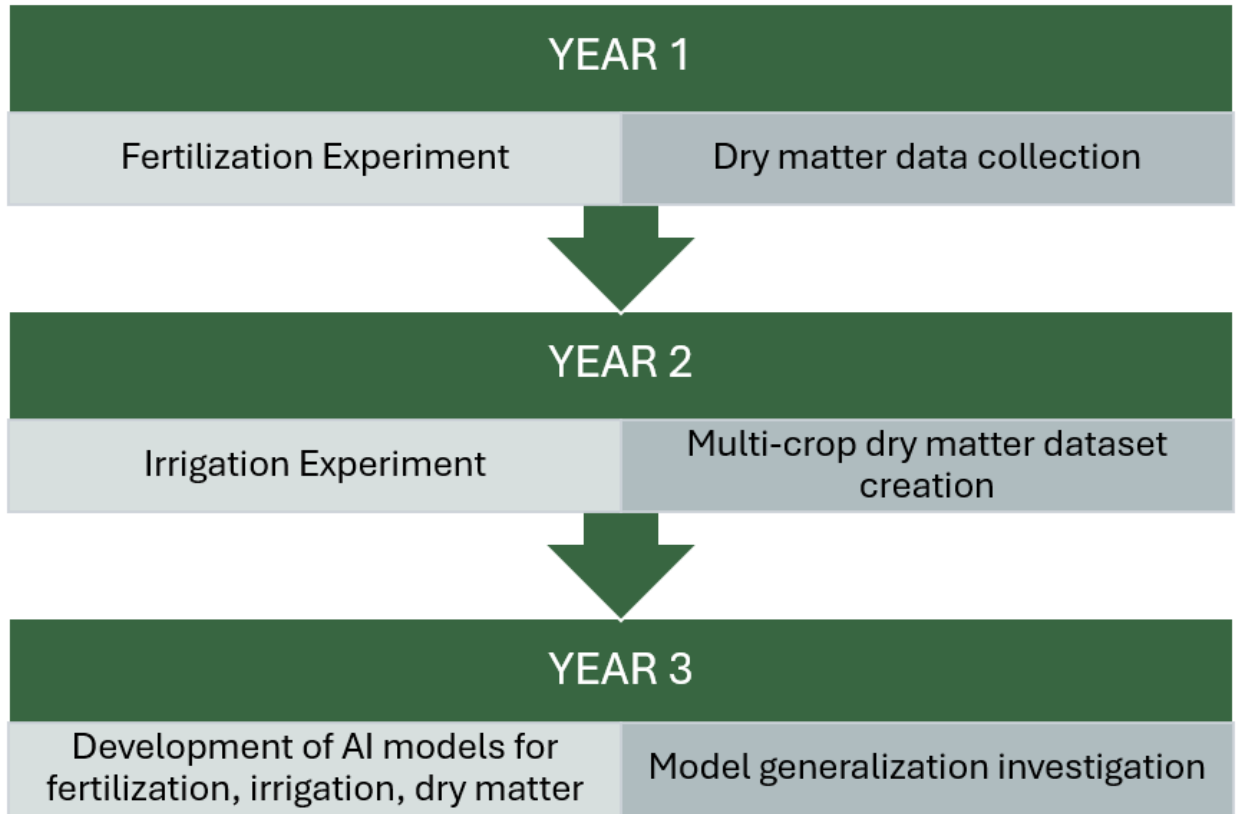 YEAR 1
Fertilization Experiment
Dry matter data collection
YEAR 2
Irrigation Experiment
Multi-crop dry matter dataset
creation
YEAR 3
Development of AI models for
fertilization, irrigation, dry matter
Model generalization investigation